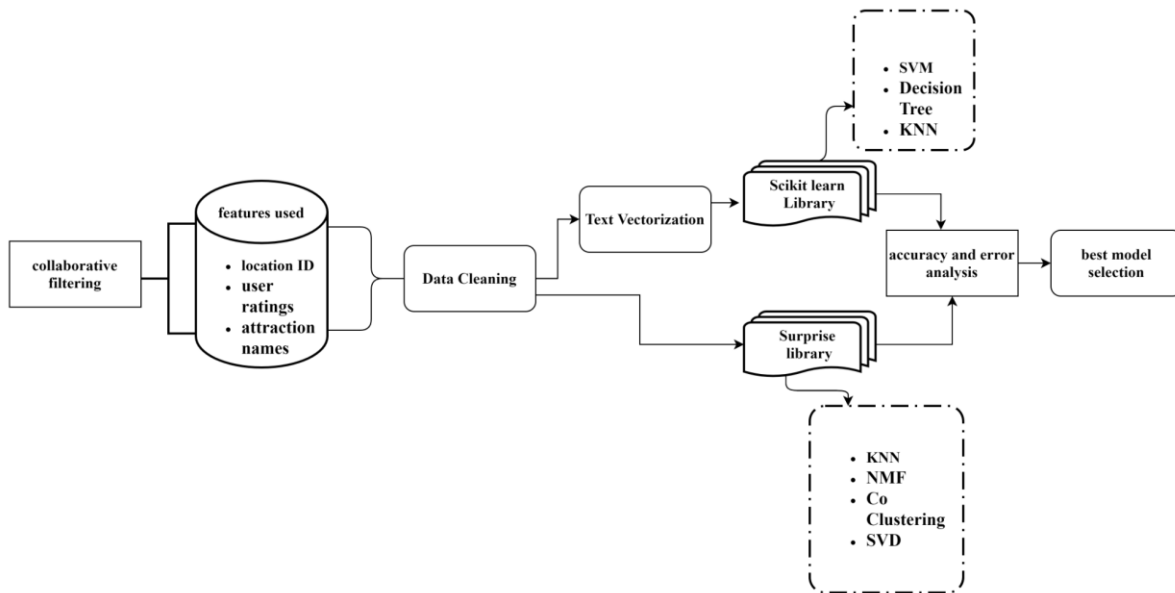 collaborative
filtering
features used
• location ID
• user
ratings
• attraction
names
Data Cleaning
Text Vectorization
Scikit learn
Library
• SVM
• Decision
Tree
• KNN
Surprise
library
• KNN
• NMF
• Co
Clustering
• SVD
accuracy and error
analysis
best model
selection